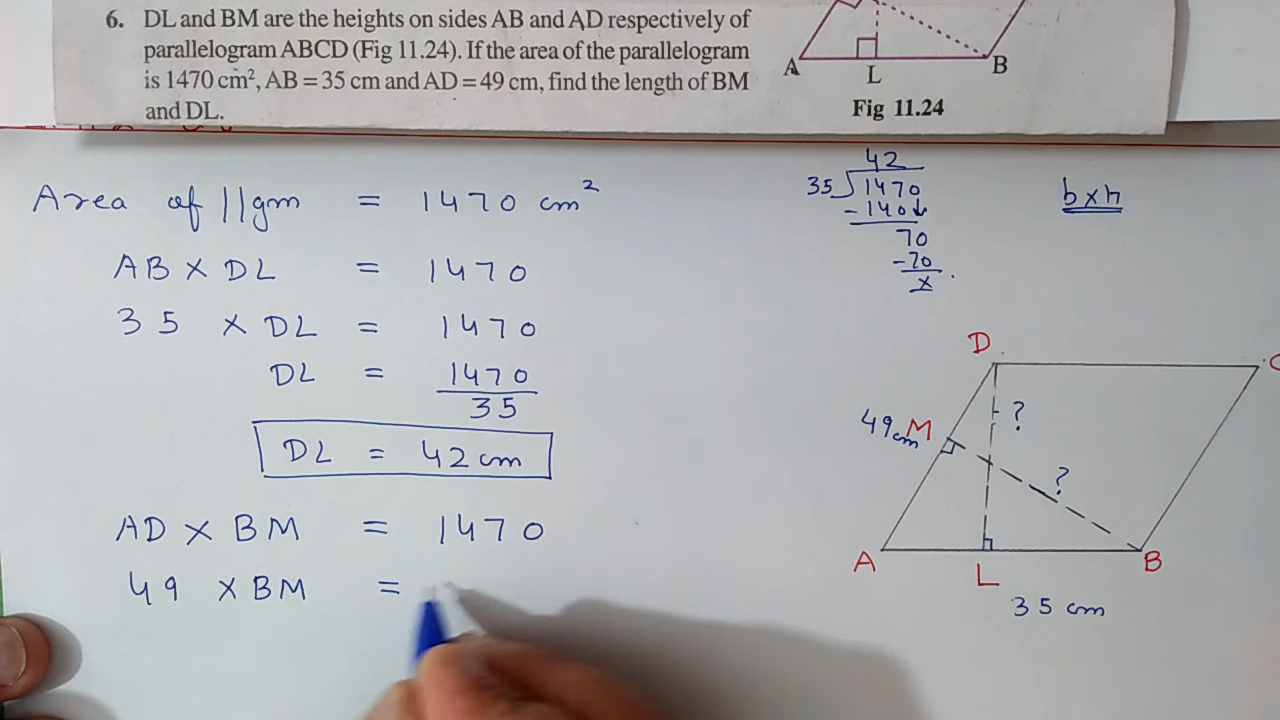 6. DL and BM are the heights on sides AB and AD respectively of
parallelogram ABCD (Fig 11.24). If the area of the parallelogram
is 1470 cm², AB = 35 cm and AD = 49 cm, find the length of BM
and DL.
A
L
B
Fig 11.24
Area of ||gm = 1470 cm²
AB × DL = 1470
35 × DL = 1470
DL = 1470
35
DL = 42 cm
AD × BM = 1470
49 × BM =
42
35 1470
-140↓
70
-70
x
b×h
D
C
49cm M
?
?
A
L
B
35 cm